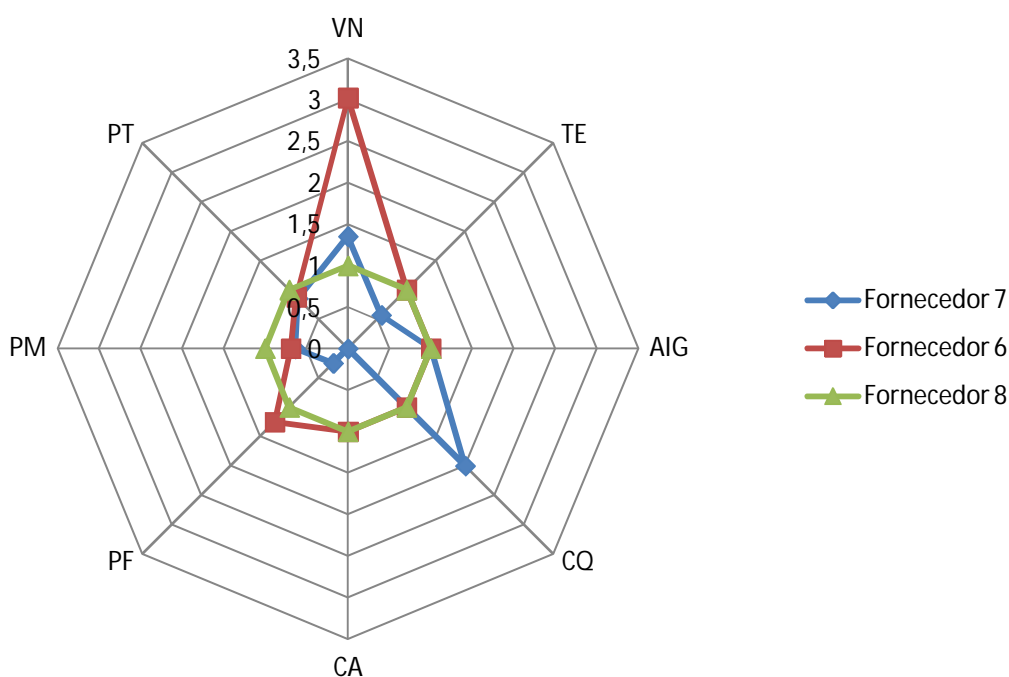 VN
3,5
3
2,5
2
1,5
1
0,5
0
TE
AIG
CQ
CA
PF
PM
PT
Fornecedor 7
Fornecedor 6
Fornecedor 8